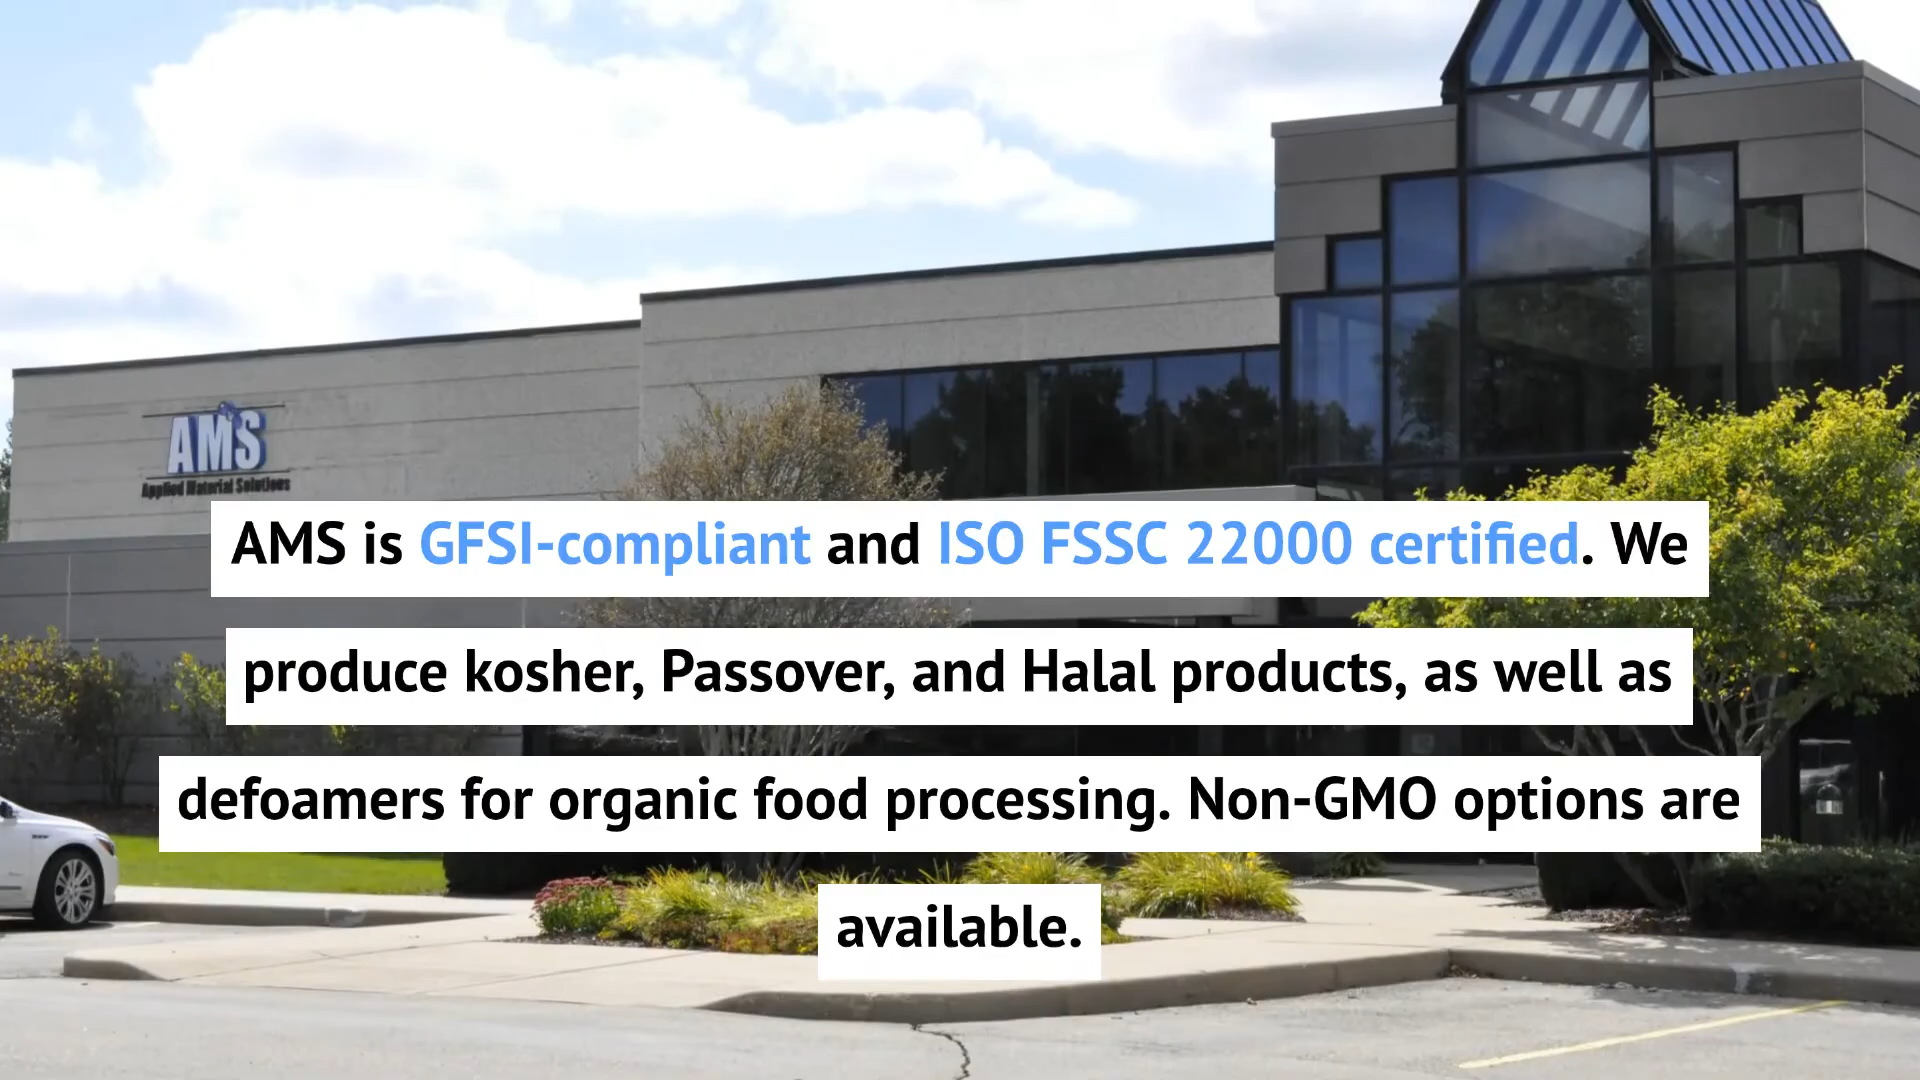 AMS
Applied Material Solutions
AMS is GFSI-compliant and ISO FSSC 22000 certified. We
produce kosher, Passover, and Halal products, as well as
defoamers for organic food processing. Non-GMO options are
available.